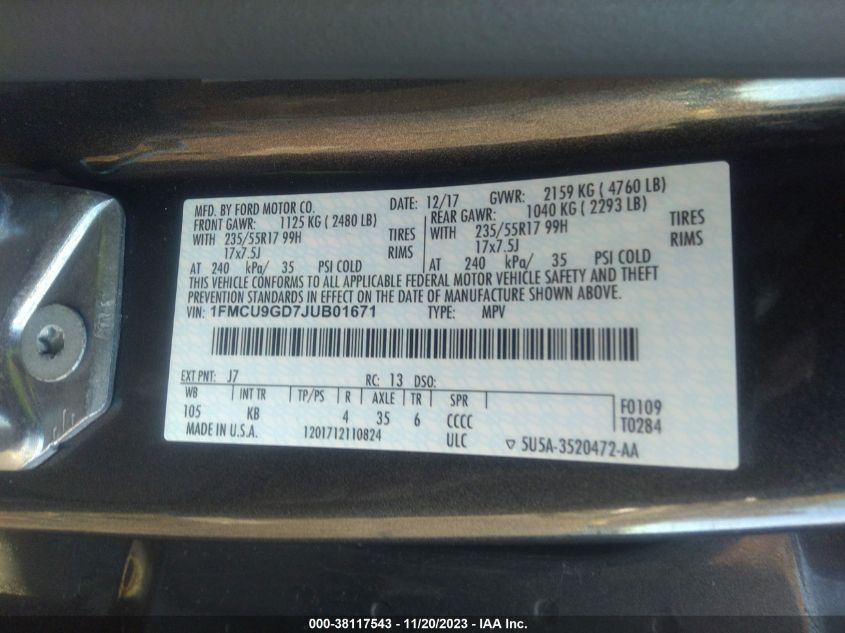 MFD. BY FORD MOTOR CO. DATE: 12/17 GVWR: 2159 KG ( 4760 LB)
FRONT GAWR: 1125 KG ( 2480 LB) REAR GAWR: 1040 KG ( 2293 LB)
WITH 235/55R17 99H TIRES WITH 235/55R17 99H TIRES
17x7.5J RIMS 17x7.5J RIMS
AT 240 kPa/ 35 PSI COLD AT 240 kPa/ 35 PSI COLD
THIS VEHICLE CONFORMS TO ALL APPLICABLE FEDERAL MOTOR VEHICLE SAFETY AND THEFT
PREVENTION STANDARDS IN EFFECT ON THE DATE OF MANUFACTURE SHOWN ABOVE.
VIN: 1FMCU9GD7JUB01671 TYPE: MPV
EXT PNT: J7 RC: 13 DSO:
WB INT TR TP/PS R AXLE TR SPR F0109
105 KB 4 35 6 CCCC T0284
MADE IN U.S.A. 1201712110824 ULC ▽ 5U5A-3520472-AA
000-38117543 - 11/20/2023 - IAA Inc.